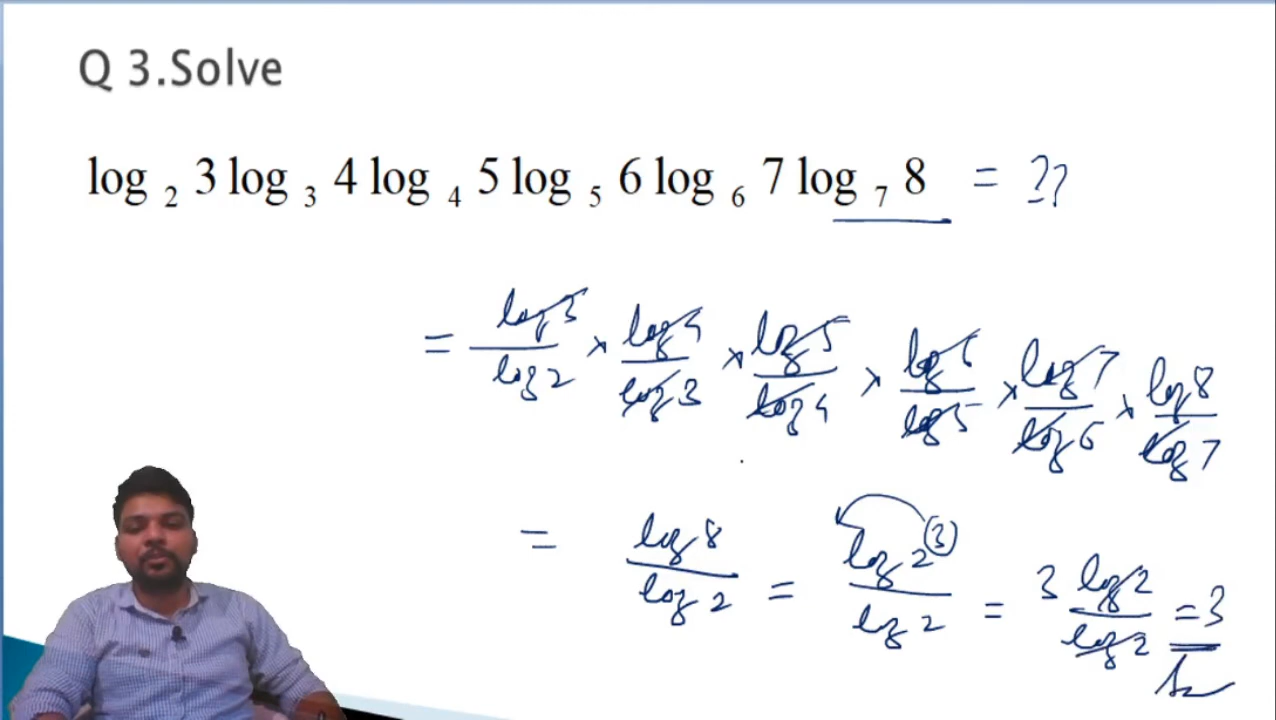 Q 3.Solve
log ₂ 3 log ₃ 4 log ₄ 5 log ₅ 6 log ₆ 7 log ₇ 8 = ??
= log 3 / log 2 × log 4 / log 3 × log 5 / log 4 × log 6 / log 5 × log 7 / log 6 × log 8 / log 7
= log 8 / log 2 = log 2³ / log 2 = 3 log 2 / log 2 = 3